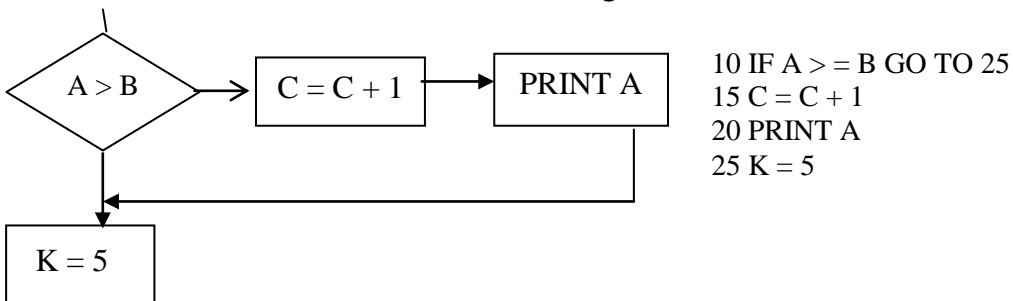 A > B
C = C + 1
PRINT A
K = 5
10 IF A > = B GO TO 25
15 C = C + 1
20 PRINT A
25 K = 5